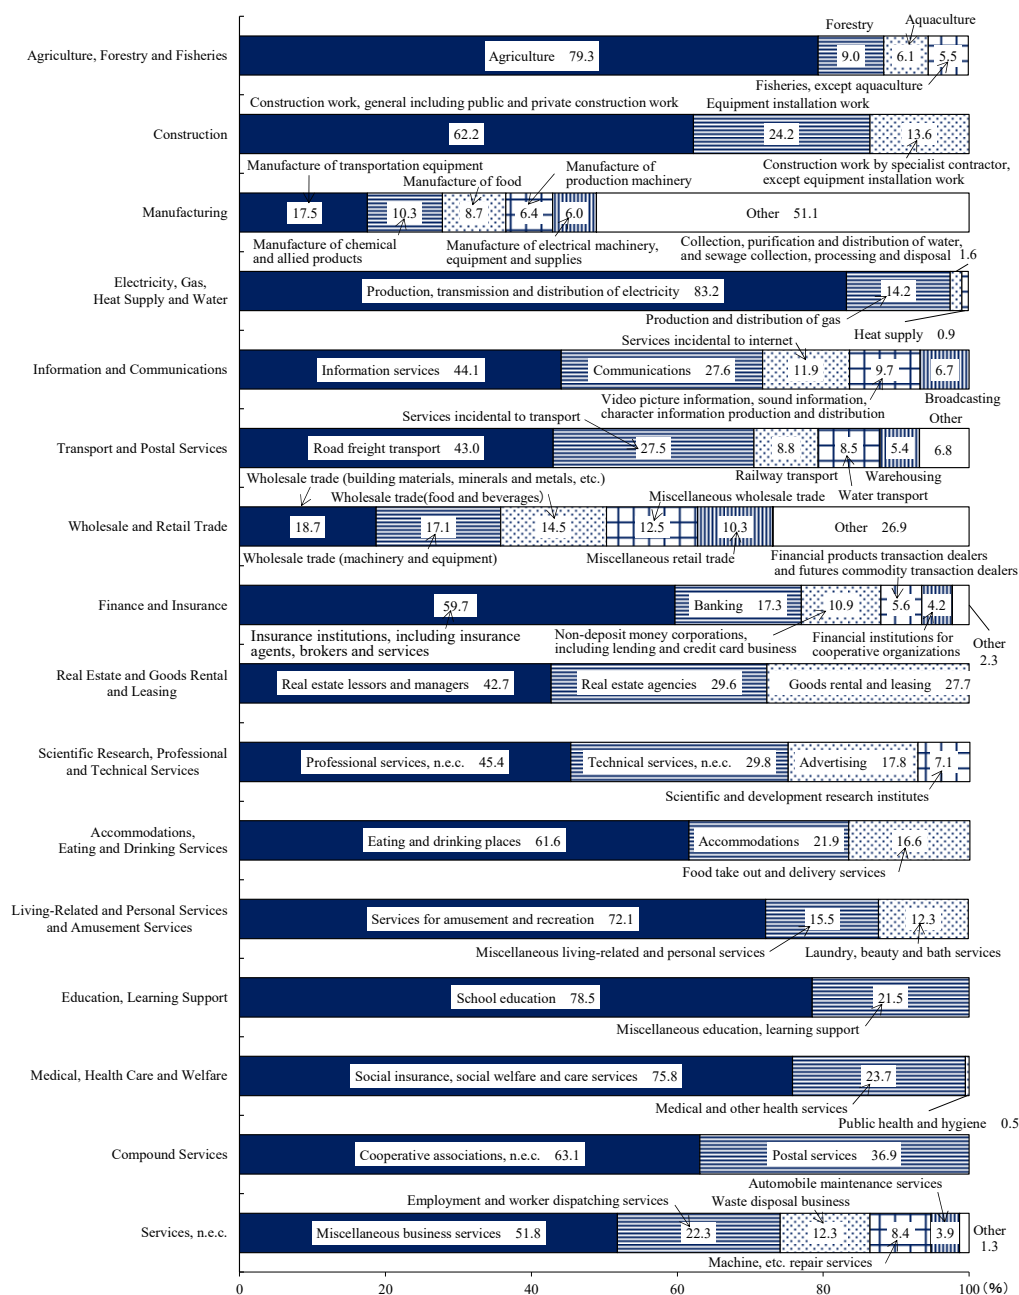 Forestry
Aquaculture
Agriculture, Forestry and Fisheries
Agriculture 79.3
9.0
6.1
5.5
Fisheries, except aquaculture
Construction work, general including public and private construction work
Equipment installation work
Construction
62.2
24.2
13.6
Construction work by specialist contractor,
except equipment installation work
Manufacture of transportation equipment
Manufacture of food
Manufacture of
production machinery
Manufacturing
17.5
10.3
8.7
6.4
6.0
Other 51.1
Manufacture of chemical
and allied products
Manufacture of electrical machinery,
equipment and supplies
Collection, purification and distribution of water,
and sewage collection, processing and disposal 1.6
Electricity, Gas,
Heat Supply and Water
Production, transmission and distribution of electricity 83.2
14.2
Production and distribution of gas
Heat supply 0.9
Services incidental to internet
Information and Communications
Information services 44.1
Communications 27.6
11.9
9.7
6.7
Video picture information, sound information,
character information production and distribution
Broadcasting
Services incidental to transport
Other
Transport and Postal Services
Road freight transport 43.0
27.5
8.8
8.5
5.4
6.8
Railway transport
Warehousing
Water transport
Wholesale trade (building materials, minerals and metals, etc.)
Wholesale trade(food and beverages)
Miscellaneous wholesale trade
Wholesale and Retail Trade
18.7
17.1
14.5
12.5
10.3
Other 26.9
Wholesale trade (machinery and equipment)
Miscellaneous retail trade
Financial products transaction dealers
and futures commodity transaction dealers
Finance and Insurance
59.7
Banking 17.3
10.9
5.6
4.2
Insurance institutions, including insurance
agents, brokers and services
Non-deposit money corporations,
including lending and credit card business
Financial institutions for
cooperative organizations
Other
2.3
Real Estate and Goods Rental
and Leasing
Real estate lessors and managers 42.7
Real estate agencies 29.6
Goods rental and leasing 27.7
Scientific Research, Professional
and Technical Services
Professional services, n.e.c. 45.4
Technical services, n.e.c. 29.8
Advertising 17.8
7.1
Scientific and development research institutes
Accommodations,
Eating and Drinking Services
Eating and drinking places 61.6
Accommodations 21.9
16.6
Food take out and delivery services
Living-Related and Personal Services
and Amusement Services
Services for amusement and recreation 72.1
15.5
12.3
Miscellaneous living-related and personal services
Laundry, beauty and bath services
Education, Learning Support
School education 78.5
21.5
Miscellaneous education, learning support
Medical, Health Care and Welfare
Social insurance, social welfare and care services 75.8
23.7
Medical and other health services
Public health and hygiene 0.5
Compound Services
Cooperative associations, n.e.c. 63.1
Postal services 36.9
Automobile maintenance services
Employment and worker dispatching services
Waste disposal business
Services, n.e.c.
Miscellaneous business services 51.8
22.3
12.3
8.4
3.9
Other
1.3
Machine, etc. repair services
0 20 40 60 80 100 (%)